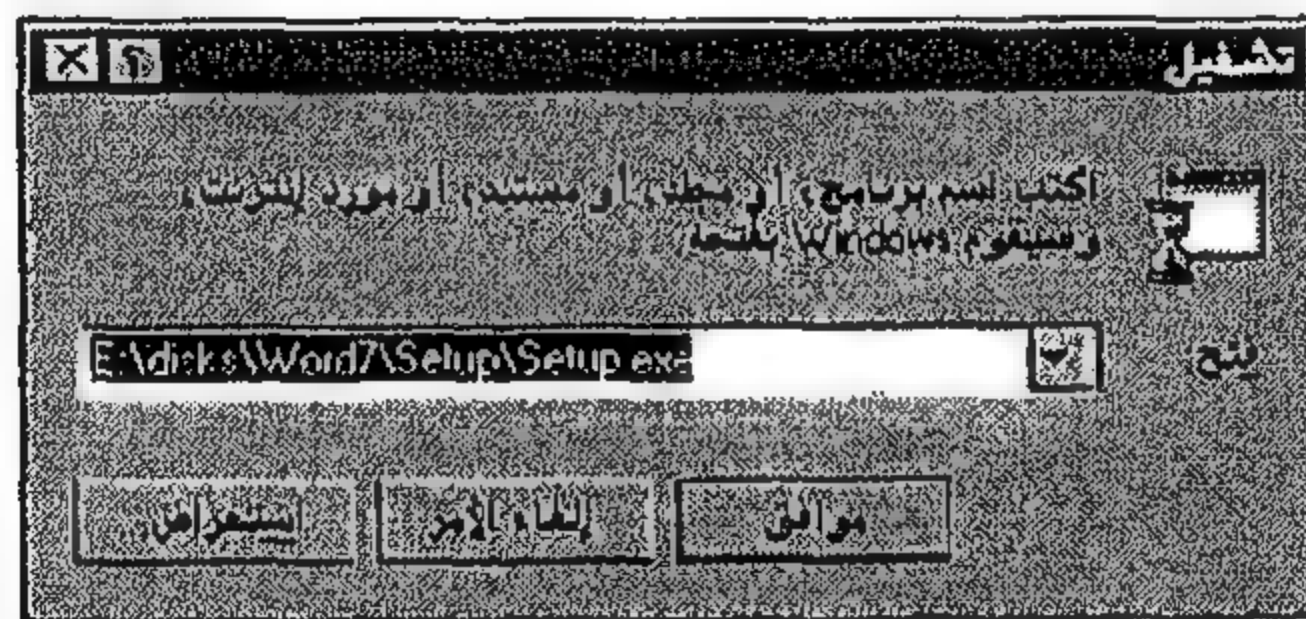 تشغيل
اكتب اسم برنامج، أو مجلد، أو مستند، أو مورد إنترنت،
وسيقوم Windows بفتحه
فتح
E:\disks\Word7\Setup\Setup.exe
موافق
إلغاء الأمر
استعراض..